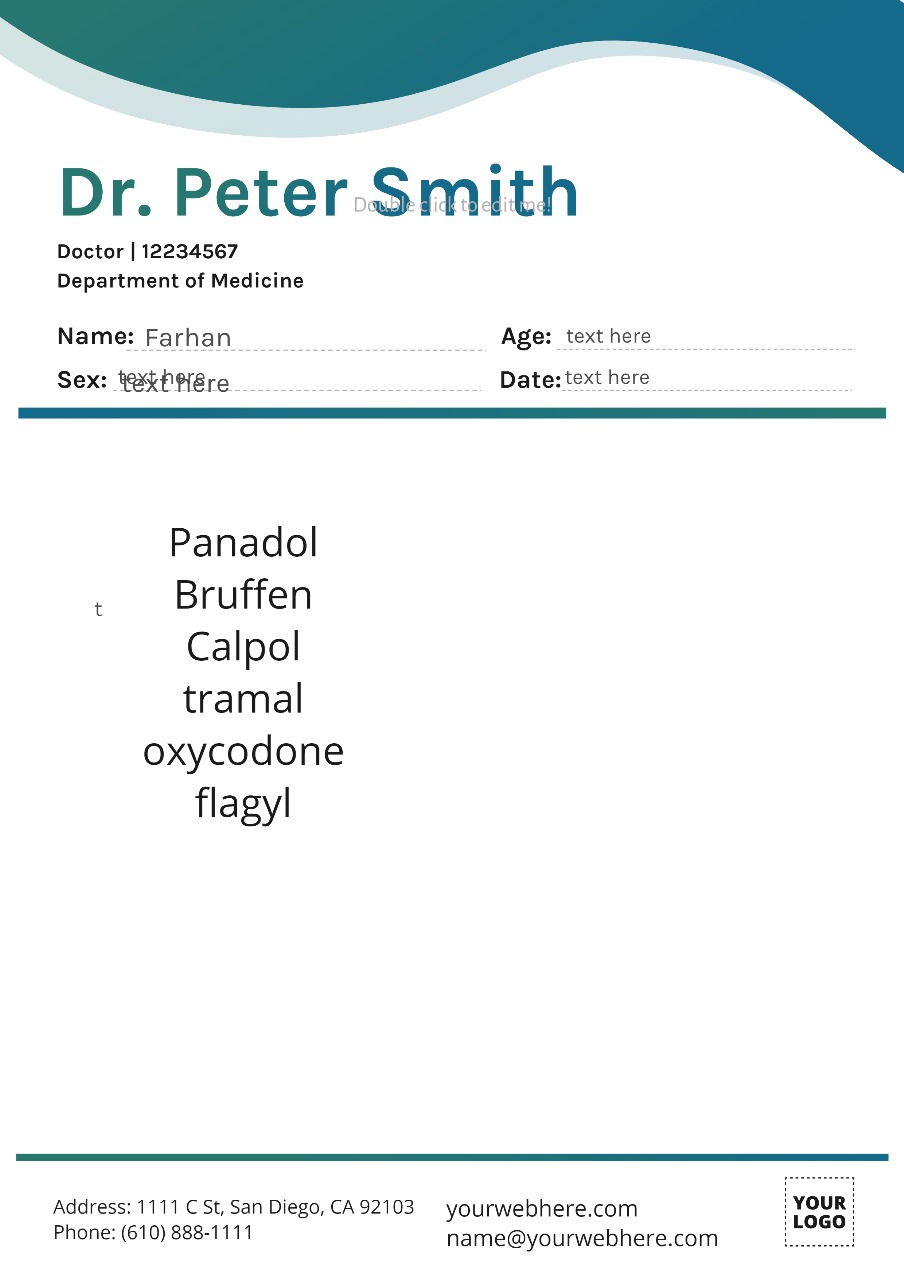 Dr. Peter Smith
Double click to edit me!
Doctor | 12234567
Department of Medicine
Name: Farhan
Age: text here
Sex: text here
text here
Date: text here
Panadol
Bruffen
t
Calpol
tramal
oxycodone
flagyl
Address: 1111 C St, San Diego, CA 92103
Phone: (610) 888-1111
yourwebhere.com
name@yourwebhere.com
YOUR
LOGO